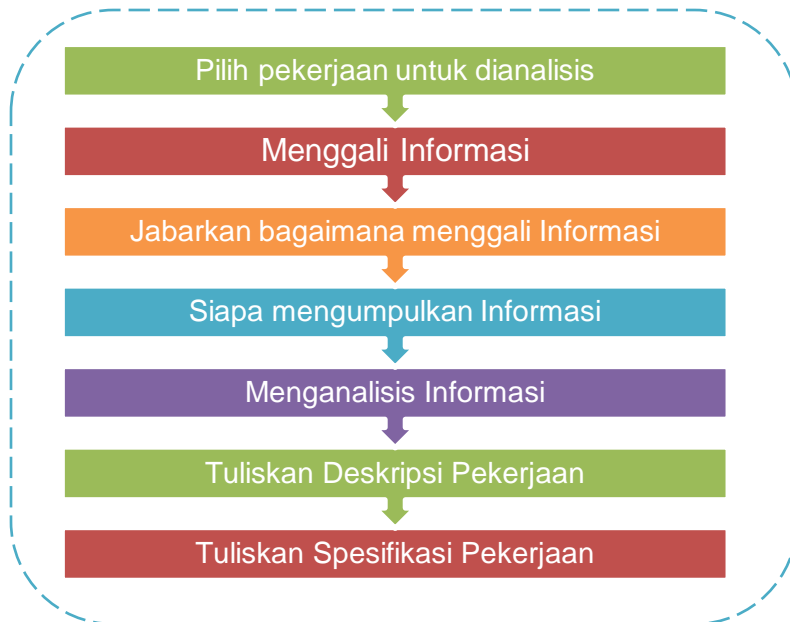 Pilih pekerjaan untuk dianalisis
Menggali Informasi
Jabarkan bagaimana menggali Informasi
Siapa mengumpulkan Informasi
Menganalisis Informasi
Tuliskan Deskripsi Pekerjaan
Tuliskan Spesifikasi Pekerjaan